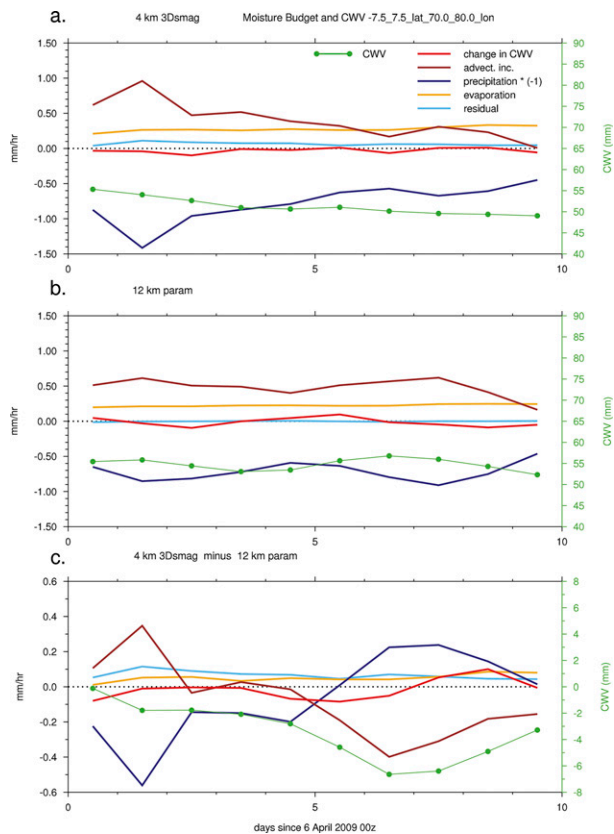 a.
4 km 3Dsmag Moisture Budget and CWV -7.5_7.5_lat_70.0_80.0_lon
1.50 90
CWV change in CWV 85
1.00 advect. inc. 80
precipitation * (-1) 75
0.50 evaporation 70
residual
0.00 65
60
-0.50 55
-1.00 50
45
-1.50 40
mm/hr CWV (mm)
0 5 10
b.
12 km param
1.50 90
85
1.00 80
75
0.50 70
0.00 65
60
-0.50 55
-1.00 50
45
-1.50 40
mm/hr CWV (mm)
0 5 10
c.
4 km 3Dsmag minus 12 km param
0.6 8
6
0.4 4
0.2 2
0.0 0
-0.2 -2
-0.4 -4
-6
-0.6 -8
mm/hr CWV (mm)
0 5 10
days since 6 April 2009 00z